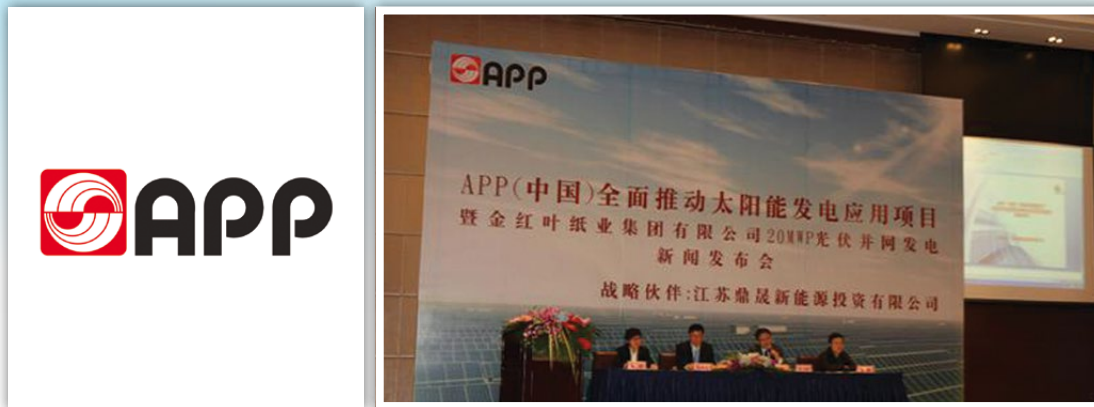 APP
APP
APP(中国)全面推动太阳能发电应用项目
暨金红叶纸业集团有限公司20MWP光伏并网发电
新闻发布会
战略伙伴:江苏鼎晟新能源投资有限公司